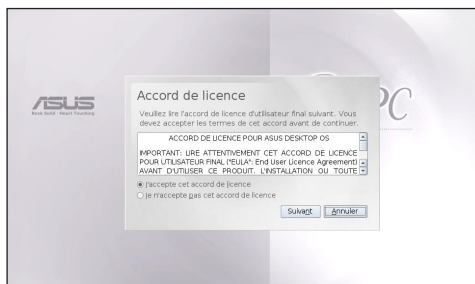 ASUS
Rock Solid · Heart Touching
PC
Accord de licence
Veuillez lire l'accord de licence d'utilisateur final suivant. Vous
devez accepter les termes de cet accord avant de continuer.
ACCORD DE LICENCE POUR ASUS DESKTOP OS
IMPORTANT: LIRE ATTENTIVEMENT CET ACCORD DE LICENCE
POUR UTILISATEUR FINAL ("EULA": End User Licence Agreement)
AVANT D'UTILISER CE PRODUIT. L'INSTALLATION OU TOUTE
J'accepte cet accord de licence
Je n'accepte pas cet accord de licence
Suivant Annuler